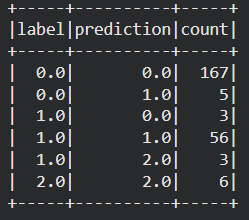 +-----+----------+-----+
|label|prediction|count|
+-----+----------+-----+
|  0.0|       0.0|  167|
|  0.0|       1.0|    5|
|  1.0|       0.0|    3|
|  1.0|       1.0|   56|
|  1.0|       2.0|    3|
|  2.0|       2.0|    6|
+-----+----------+-----+